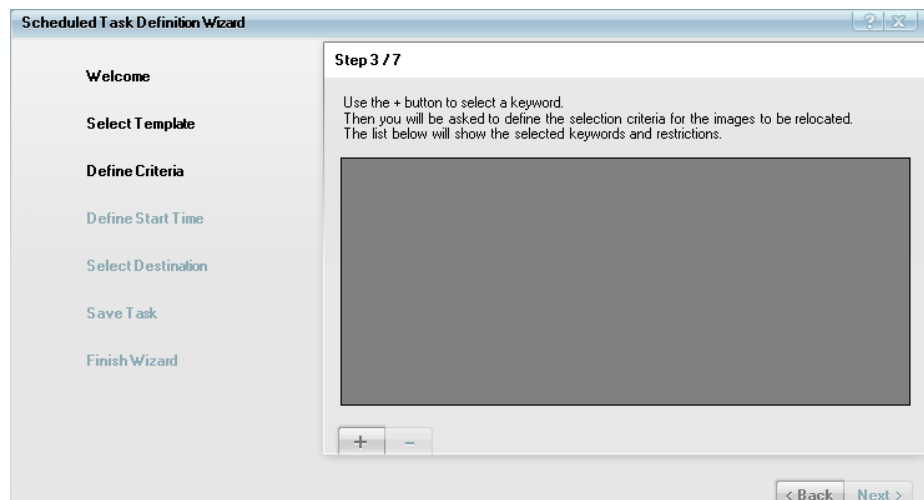 Scheduled Task Definition Wizard
?
Welcome
Select Template
Define Criteria
Define Start Time
Select Destination
Save Task
Finish Wizard
Step 3 / 7
Use the + button to select a keyword.
Then you will be asked to define the selection criteria for the images to be relocated.
The list below will show the selected keywords and restrictions.
+ -
< Back Next >